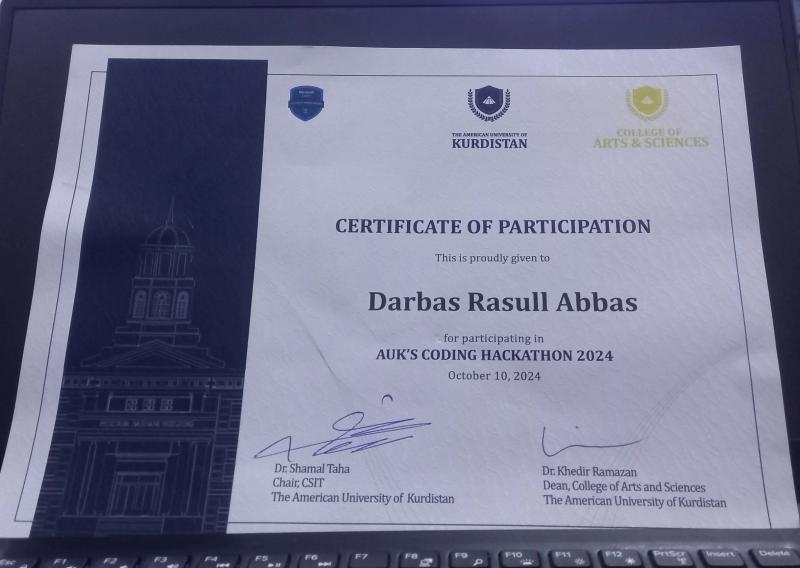 Microsoft
THE AMERICAN UNIVERSITY OF
KURDISTAN
COLLEGE OF
ARTS & SCIENCES
CERTIFICATE OF PARTICIPATION
This is proudly given to
Darbas Rasull Abbas
for participating in
AUK'S CODING HACKATHON 2024
October 10, 2024
Dr. Shamal Taha
Chair, CSIT
The American University of Kurdistan
Dr. Khedir Ramazan
Dean, College of Arts and Sciences
The American University of Kurdistan
Esc F1 F2 F3 F4 F5 F6 F7 F8 F9 F10 F11 F12 PrtScr Insert Delete